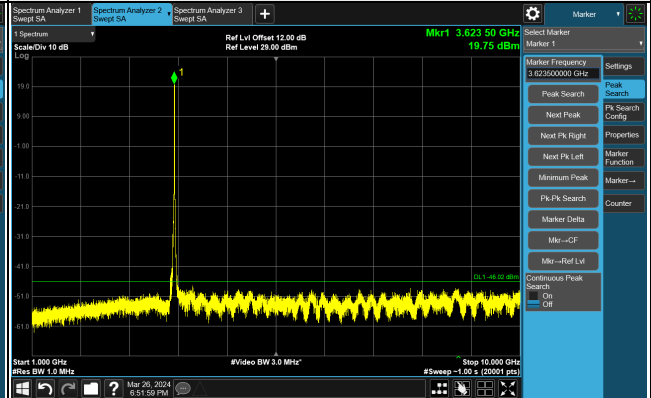 Spectrum Analyzer 1
Swept SA
Spectrum Analyzer 2
Swept SA
Spectrum Analyzer 3
Swept SA
+
Marker
1 Spectrum
Scale/Div 10 dB
Log
Ref Lvl Offset 12.00 dB
Ref Level 29.00 dBm
Mkr1 3.623 50 GHz
19.75 dBm
Select Marker
Marker 1
Marker Frequency
3.623500000 GHz
Peak Search
Next Peak
Next Pk Right
Next Pk Left
Minimum Peak
Pk-Pk Search
Marker Delta
Mkr→CF
Mkr→Ref Lvl
Continuous Peak
Search
On
Off
Settings
Peak
Search
Pk Search
Config
Properties
Marker
Function
Marker→
Counter
1
19.0
9.00
-1.00
-11.0
-21.0
-31.0
-41.0
-51.0
-61.0
DL1 -46.02 dBm
Start 1.000 GHz
#Res BW 1.0 MHz
#Video BW 3.0 MHz*
Stop 10.000 GHz
#Sweep ~1.00 s (20001 pts)
?
Mar 26, 2024
6:51:59 PM